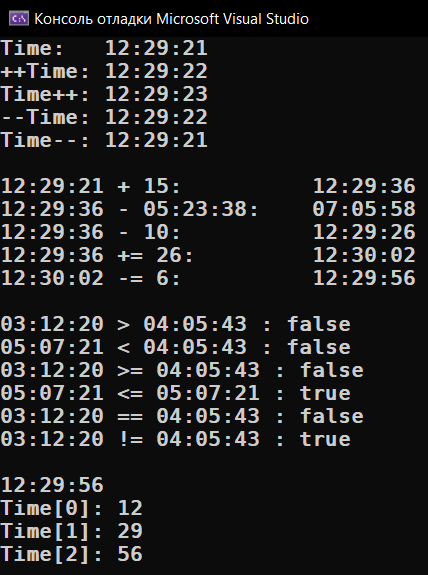 Консоль отладки Microsoft Visual Studio
Time:   12:29:21
++Time: 12:29:22
Time++: 12:29:23
--Time: 12:29:22
Time--: 12:29:21
12:29:21 + 15:          12:29:36
12:29:36 - 05:23:38:    07:05:58
12:29:36 - 10:          12:29:26
12:29:36 += 26:         12:30:02
12:30:02 -= 6:          12:29:56
03:12:20 > 04:05:43 : false
05:07:21 < 04:05:43 : false
03:12:20 >= 04:05:43 : false
05:07:21 <= 05:07:21 : true
03:12:20 == 04:05:43 : false
03:12:20 != 04:05:43 : true
12:29:56
Time[0]: 12
Time[1]: 29
Time[2]: 56